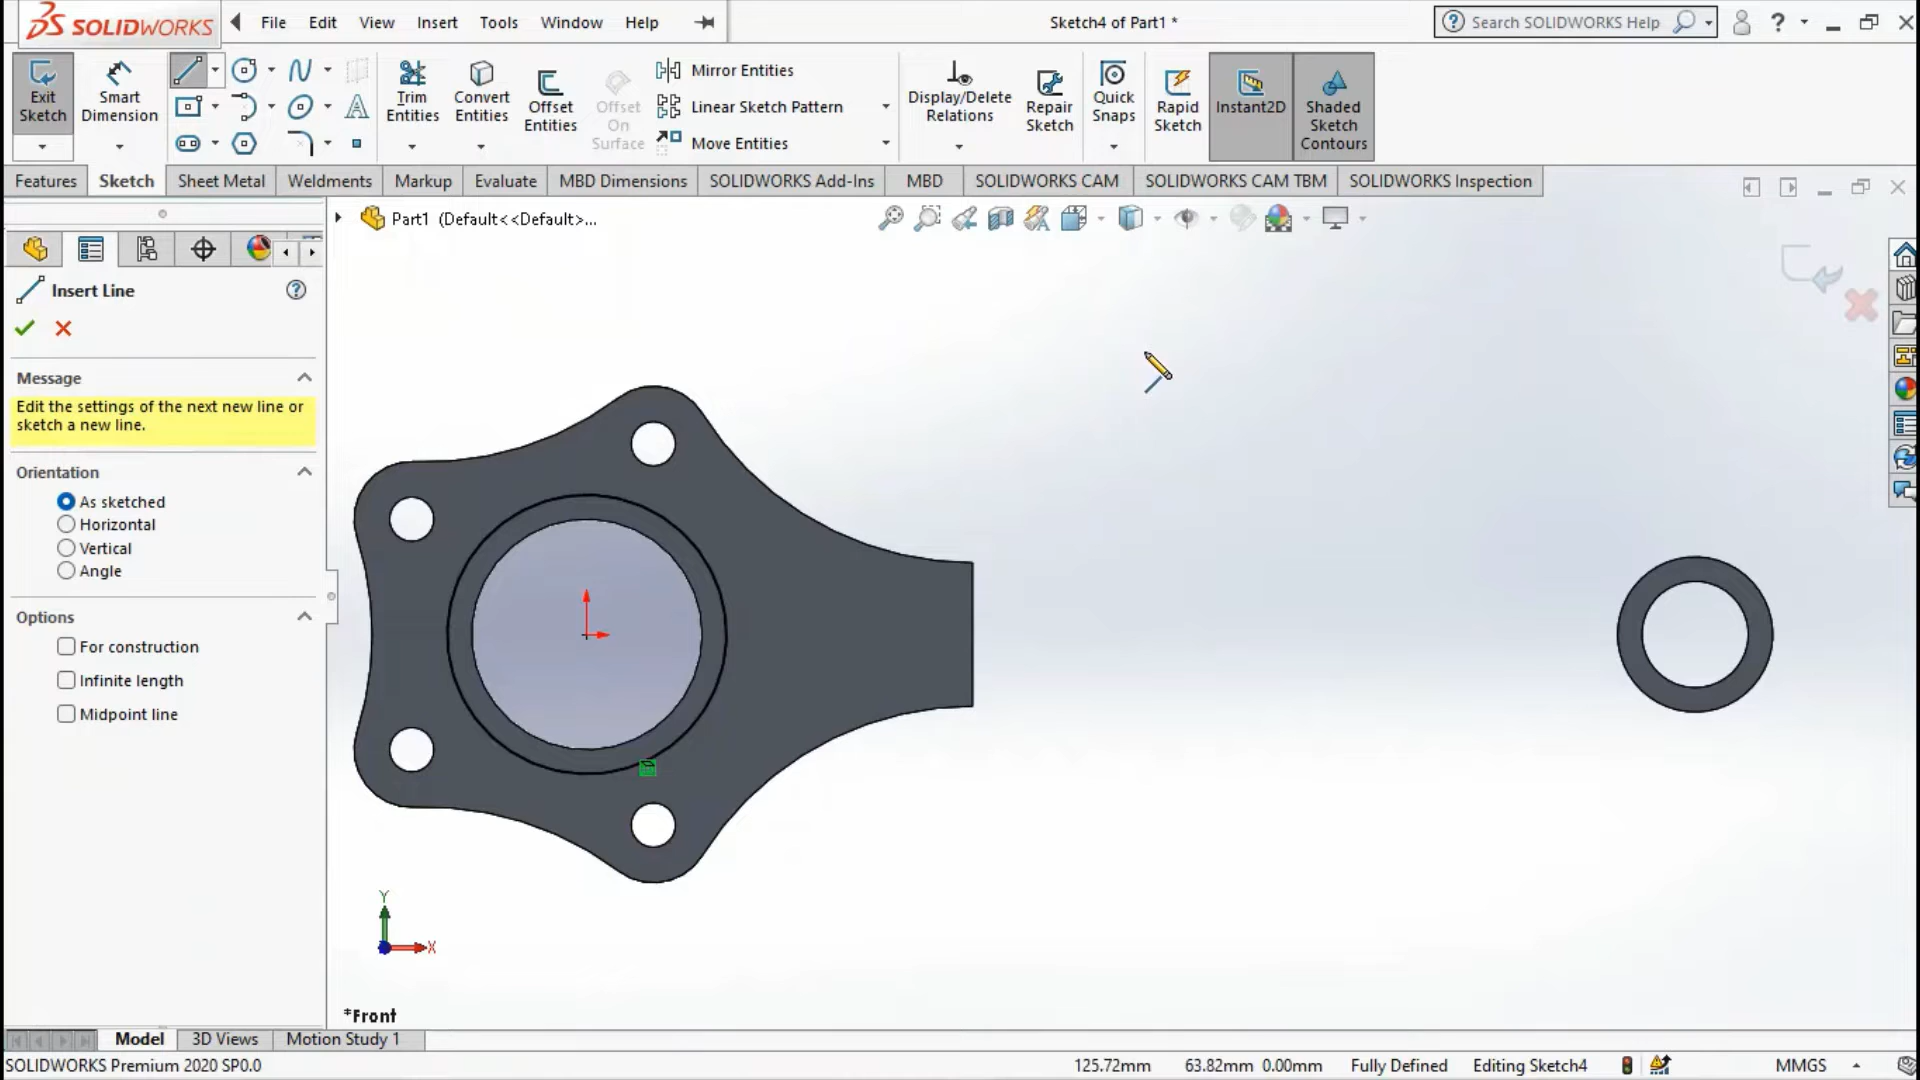 SOLIDWORKS
File Edit View Insert Tools Window Help
Sketch4 of Part1 *
Search SOLIDWORKS Help
?
Exit Sketch
Smart Dimension
Trim Entities
Convert Entities
Offset Entities
Offset On Surface
Mirror Entities
Linear Sketch Pattern
Move Entities
Display/Delete Relations
Repair Sketch
Quick Snaps
Rapid Sketch
Instant2D
Shaded Sketch Contours
Features Sketch Sheet Metal Weldments Markup Evaluate MBD Dimensions SOLIDWORKS Add-Ins MBD SOLIDWORKS CAM SOLIDWORKS CAM TBM SOLIDWORKS Inspection
Part1 (Default<<Default>...
Insert Line
?
Message
Edit the settings of the next new line or
sketch a new line.
Orientation
As sketched
Horizontal
Vertical
Angle
Options
For construction
Infinite length
Midpoint line
Y
X
*Front
Model 3D Views Motion Study 1
SOLIDWORKS Premium 2020 SP0.0
125.72mm 63.82mm 0.00mm Fully Defined Editing Sketch4 MMGS